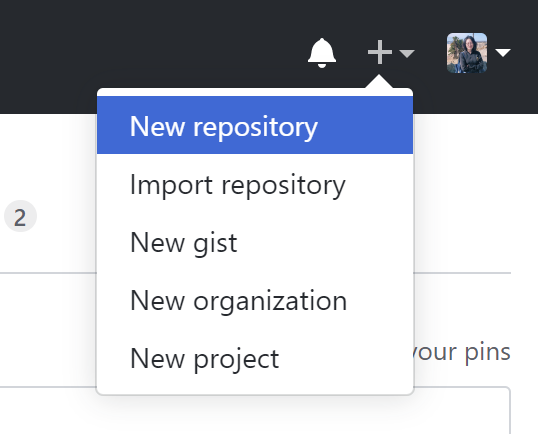 New repository
Import repository
2
New gist
New organization
New project
your pins